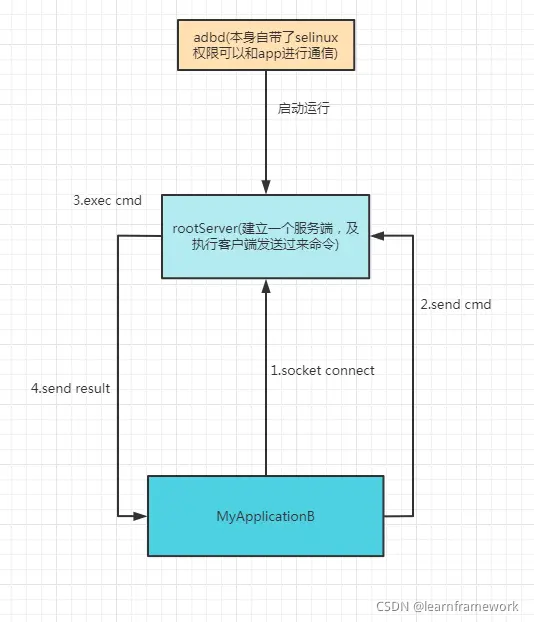 adbd(本身自带了selinux
权限可以和app进行通信)
启动运行
3.exec cmd
rootServer(建立一个服务端，及
执行客户端发送过来命令)
2.send cmd
1.socket connect
4.send result
MyApplicationB
CSDN @learnframework